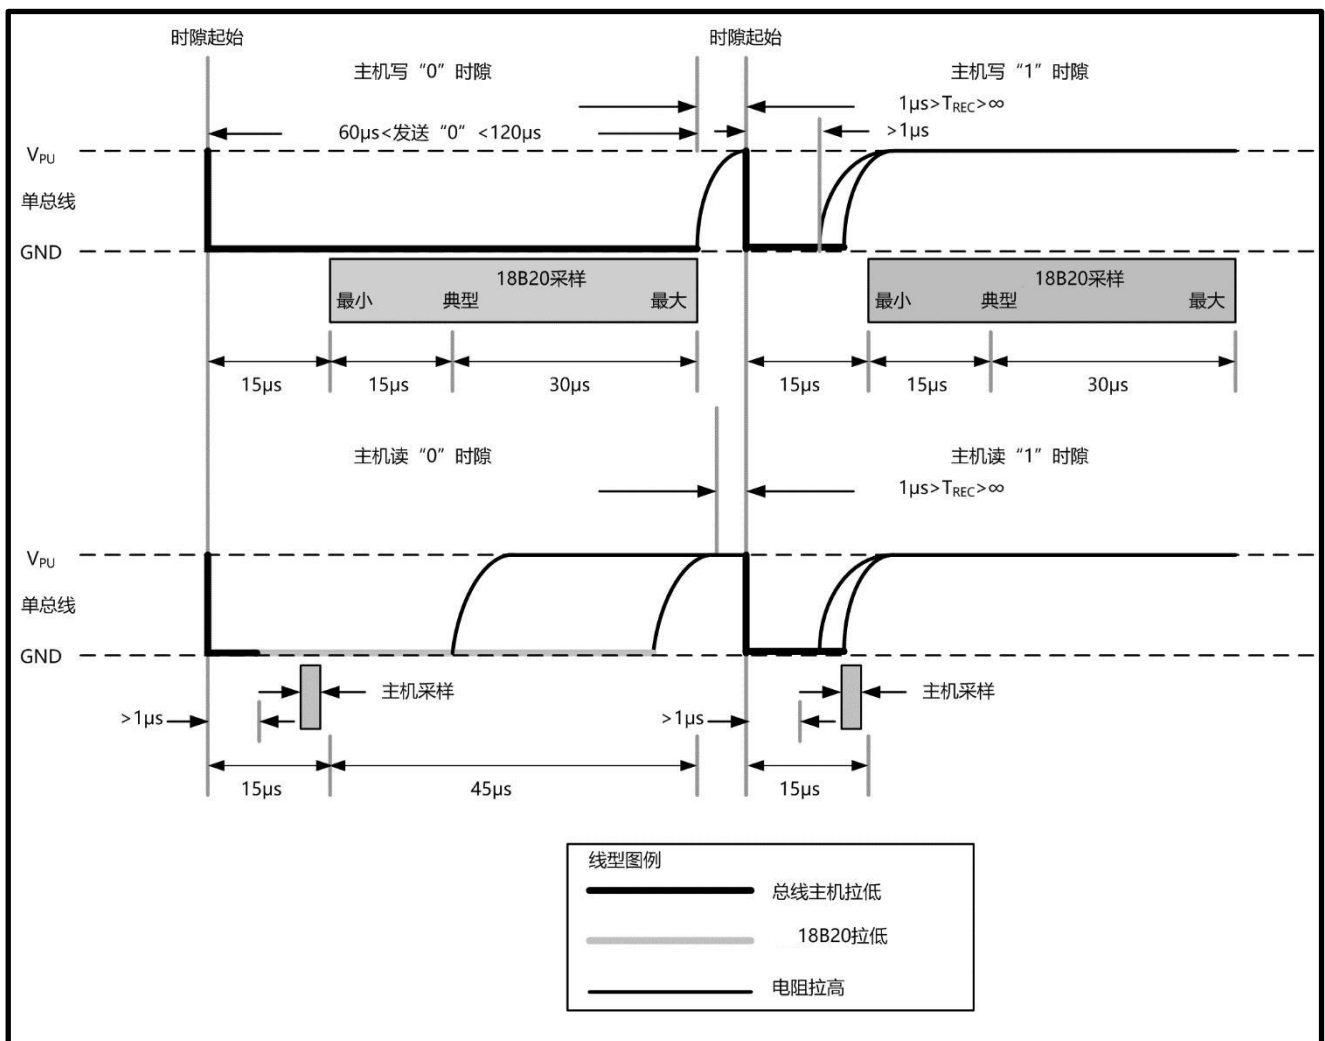 时隙起始
时隙起始
主机写“0”时隙
主机写“1”时隙
1μs>TREC>∞
60μs<发送“0”<120μs
>1μs
VPU
单总线
GND
18B20采样
最小 典型 最大
18B20采样
最小 典型 最大
15μs 15μs 30μs
15μs 15μs 30μs
主机读“0”时隙
主机读“1”时隙
1μs>TREC>∞
VPU
单总线
GND
主机采样
主机采样
>1μs
>1μs
15μs 45μs
15μs
线型图例
总线主机拉低
18B20拉低
电阻拉高